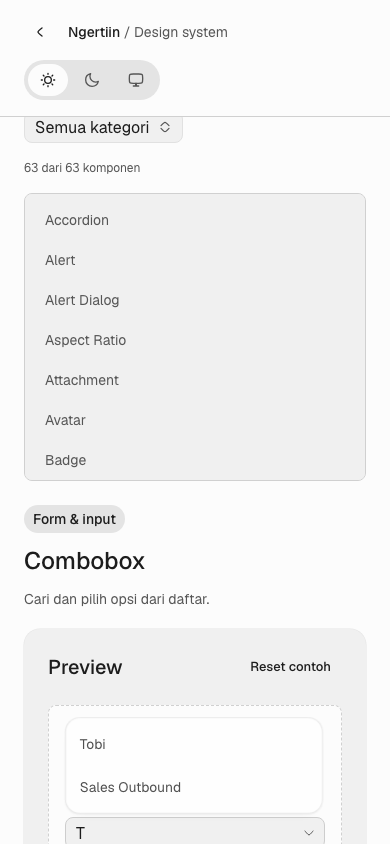 Ngertiin / Design system
Semua kategori
63 dari 63 komponen
Accordion
Alert
Alert Dialog
Aspect Ratio
Attachment
Avatar
Badge
Form & input
Combobox
Cari dan pilih opsi dari daftar.
Preview
Reset contoh
Tobi
Sales Outbound
T